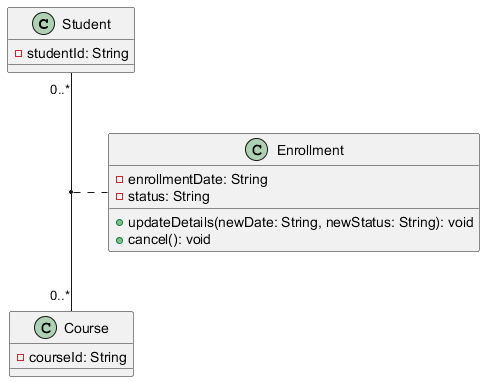 C Student
studentId: String
0..*
C Enrollment
enrollmentDate: String
status: String
updateDetails(newDate: String, newStatus: String): void
cancel(): void
0..*
C Course
courseId: String